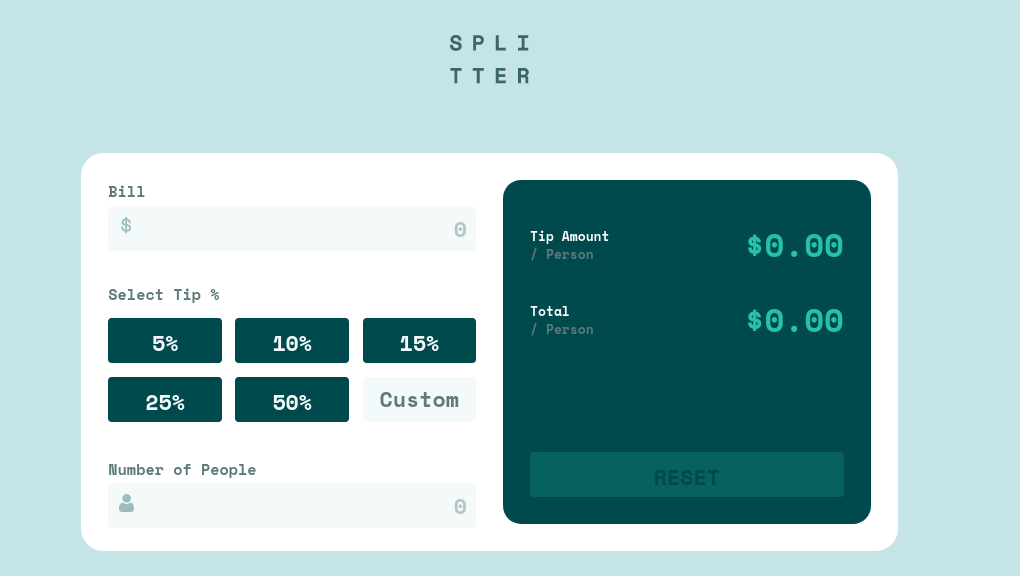 SPLI
TTER
Bill
$ 0
Select Tip %
5% 10% 15%
25% 50% Custom
Number of People
0
Tip Amount
/ Person
$0.00
Total
/ Person
$0.00
RESET